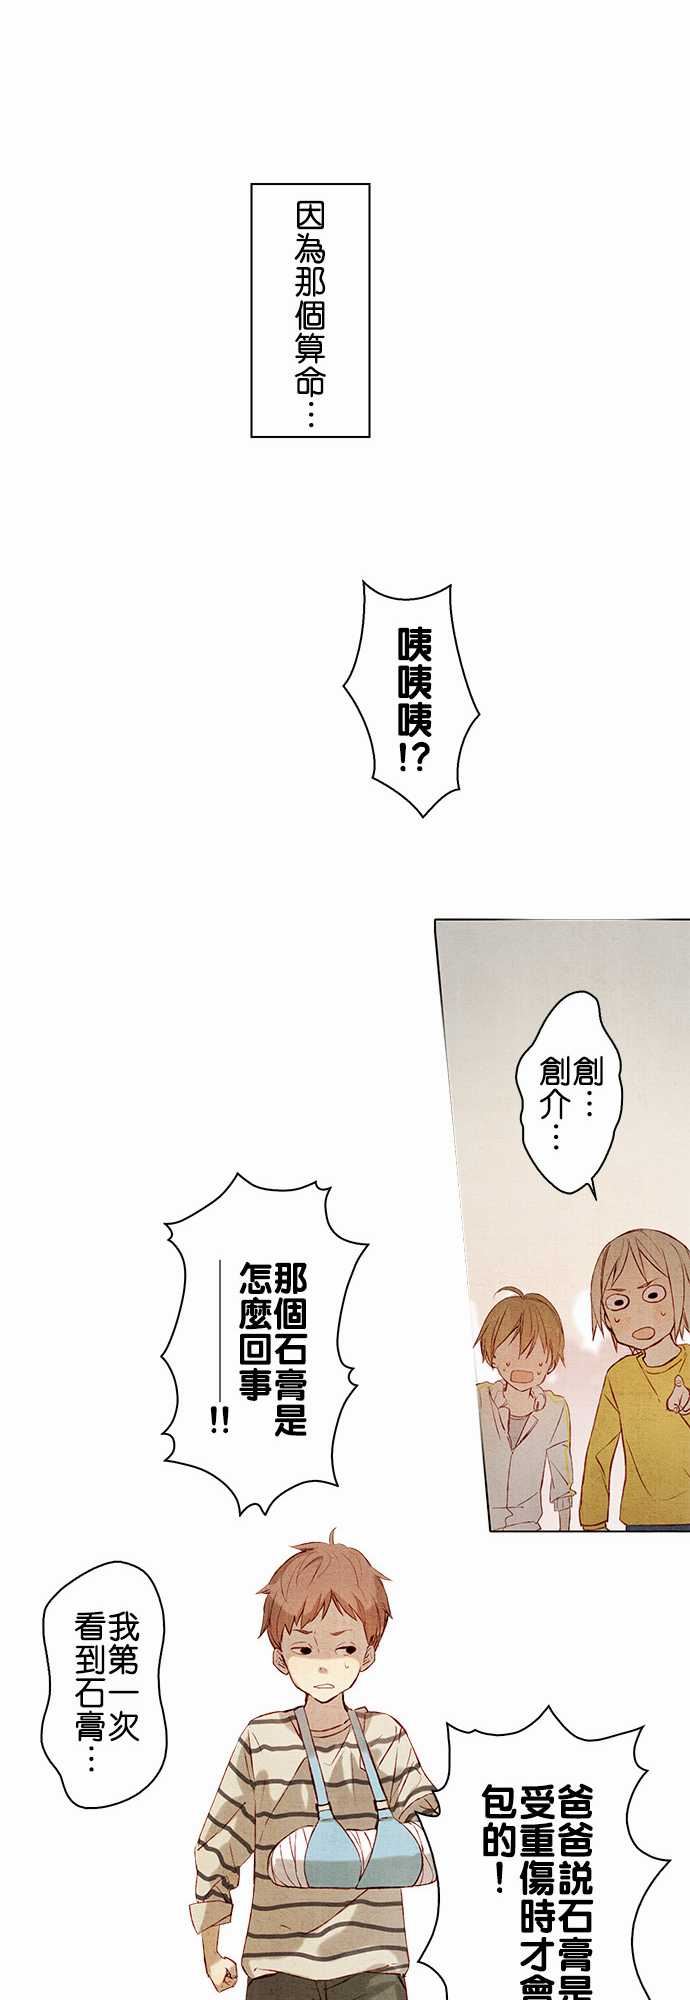 因為那個算命…
咦咦咦!?
創…
創介…
那個石膏是
怎麼回事
——!!
我第一次
看到石膏…
爸爸說石膏是
受重傷時才會
包的！